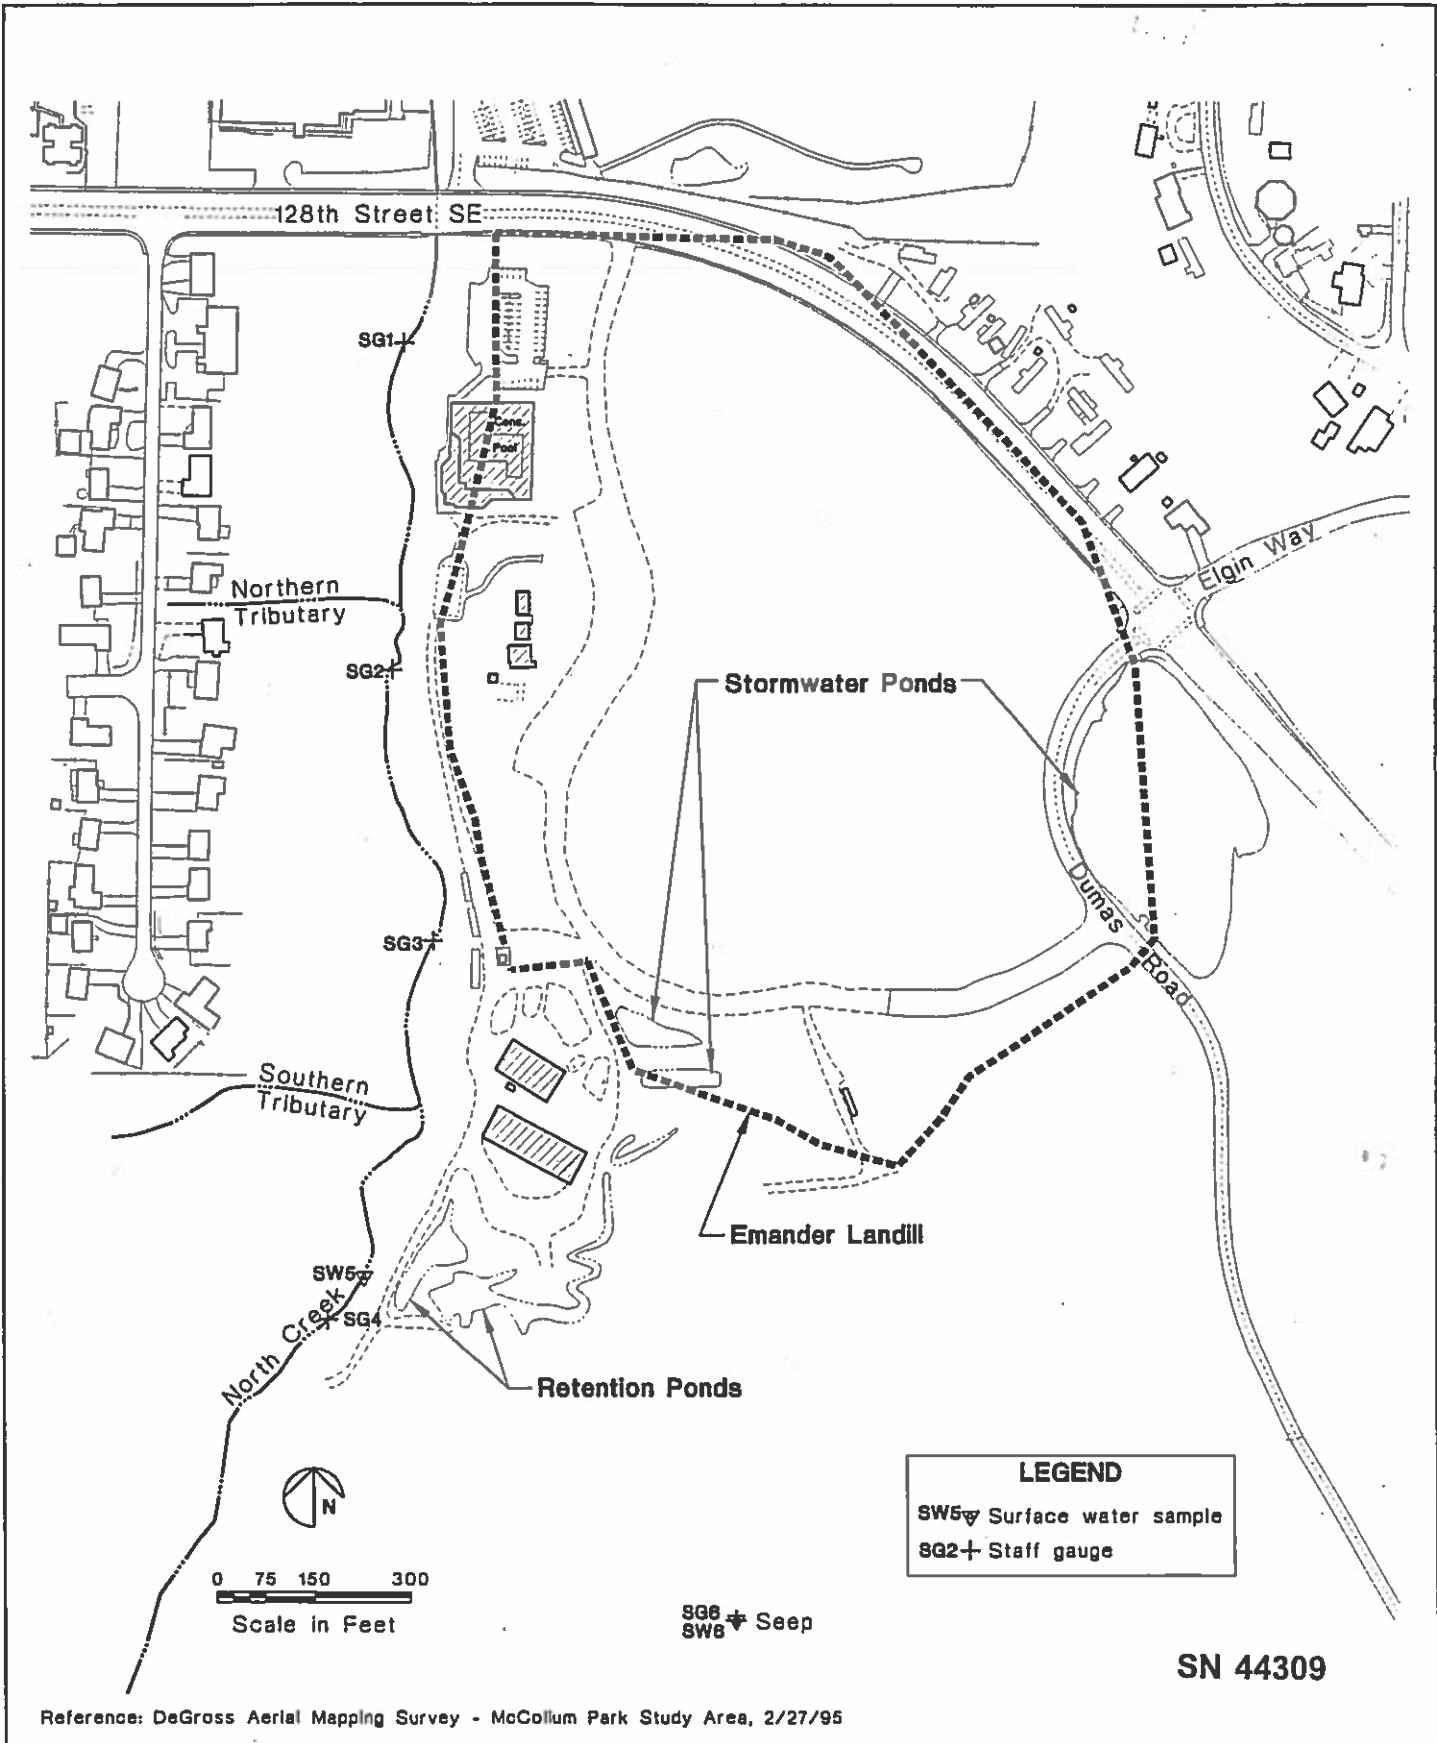 128th Street SE
SG1
Conc.
Pool
Elgin Way
Northern
Tributary
SG2
Stormwater Ponds
Dumas Road
SG3
Southern
Tributary
Emander Landill
SW5
SG4
North Creek
Retention Ponds
N
LEGEND
SW5 Surface water sample
SG2 Staff gauge
0 75 150 300
Scale in Feet
SG6
SW6 Seep
SN 44309
Reference: DeGross Aerial Mapping Survey - McCollum Park Study Area, 2/27/95